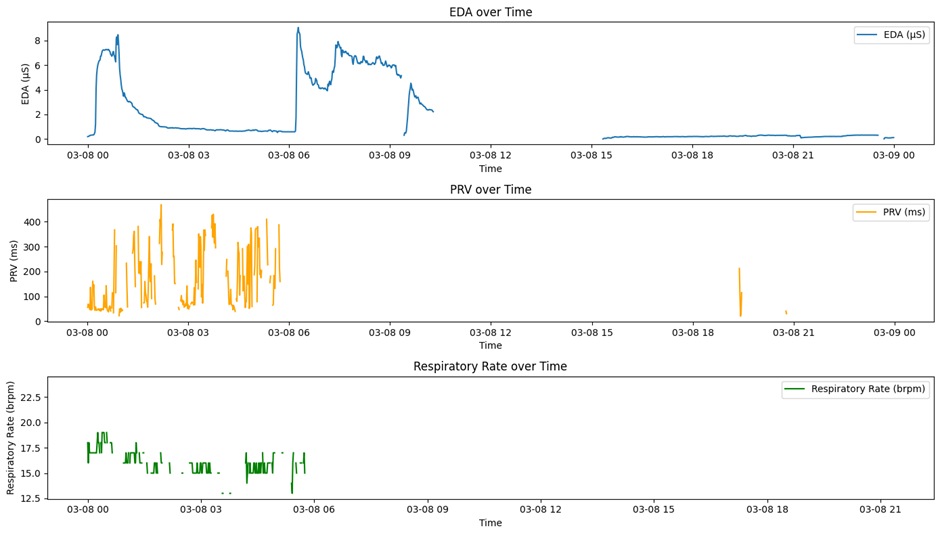 EDA over Time
EDA (µS)
8
6
4
2
0
EDA (μS)
03-08 00 03-08 03 03-08 06 03-08 09 03-08 12 03-08 15 03-08 18 03-08 21 03-09 00
Time
PRV over Time
PRV (ms)
400
300
200
100
0
PRV (ms)
03-08 00 03-08 03 03-08 06 03-08 09 03-08 12 03-08 15 03-08 18 03-08 21 03-09 00
Time
Respiratory Rate over Time
Respiratory Rate (brpm)
22.5
20.0
17.5
15.0
12.5
Respiratory Rate (brpm)
03-08 00 03-08 03 03-08 06 03-08 09 03-08 12 03-08 15 03-08 18 03-08 21
Time